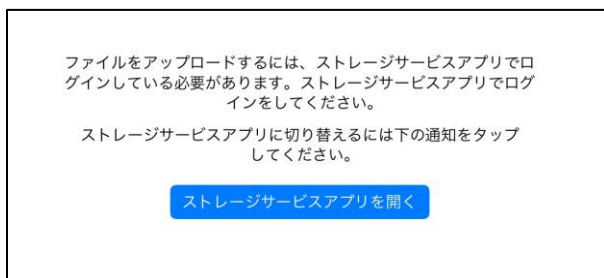 ファイルをアップロードするには、ストレージサービスアプリでロ
グインしている必要があります。ストレージサービスアプリでログ
インをしてください。
ストレージサービスアプリに切り替えるには下の通知をタップ
してください。
ストレージサービスアプリを開く